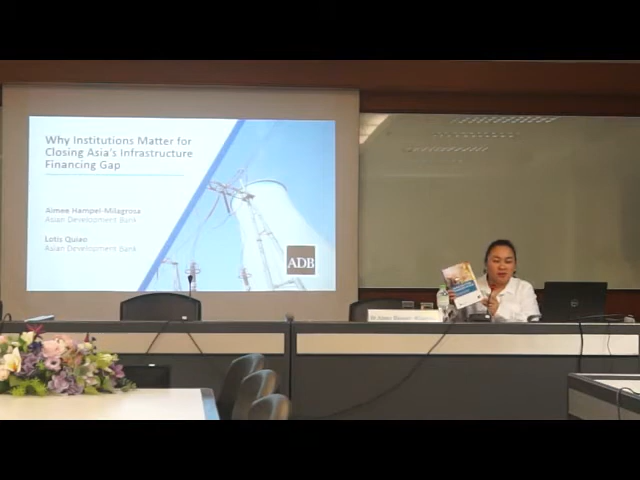 Why Institutions Matter for
Closing Asia's Infrastructure
Financing Gap
Aimee Hampel-Milagrosa
Asian Development Bank
Lotis Quiao
Asian Development Bank
ADB